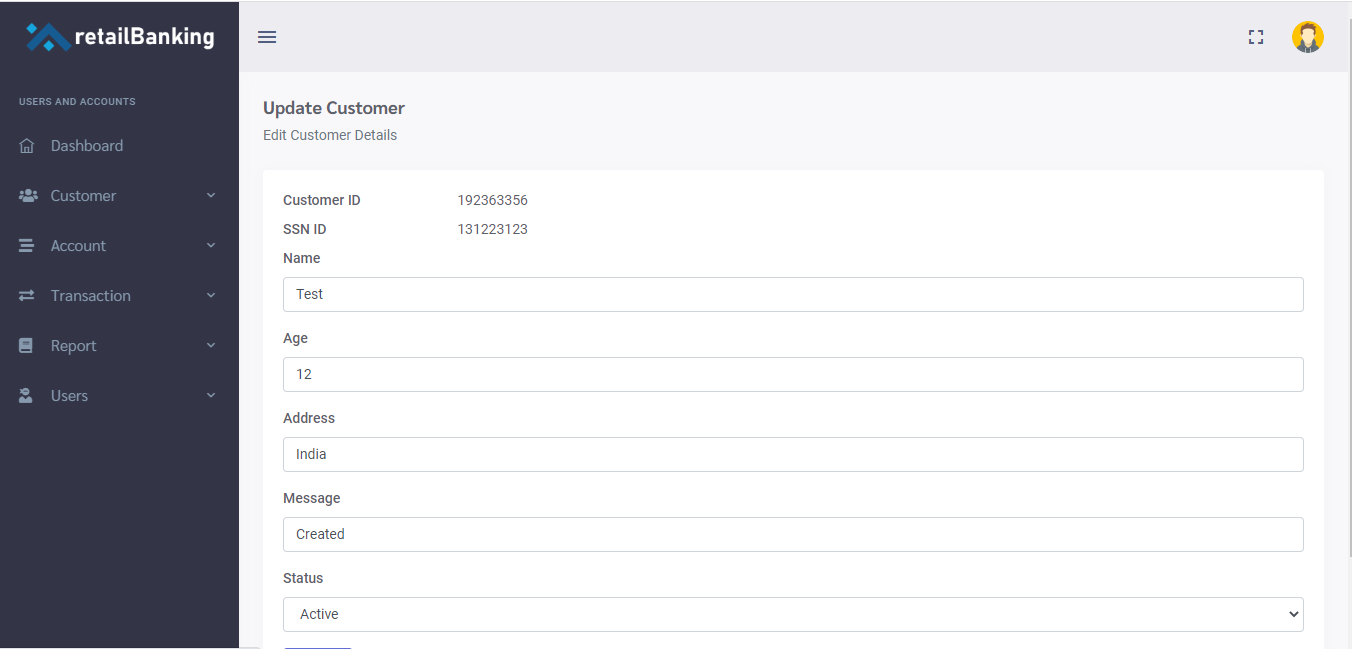 retailBanking
USERS AND ACCOUNTS
Dashboard
Customer
Account
Transaction
Report
Users
Update Customer
Edit Customer Details
Customer ID 192363356
SSN ID 131223123
Name
Test
Age
12
Address
India
Message
Created
Status
Active